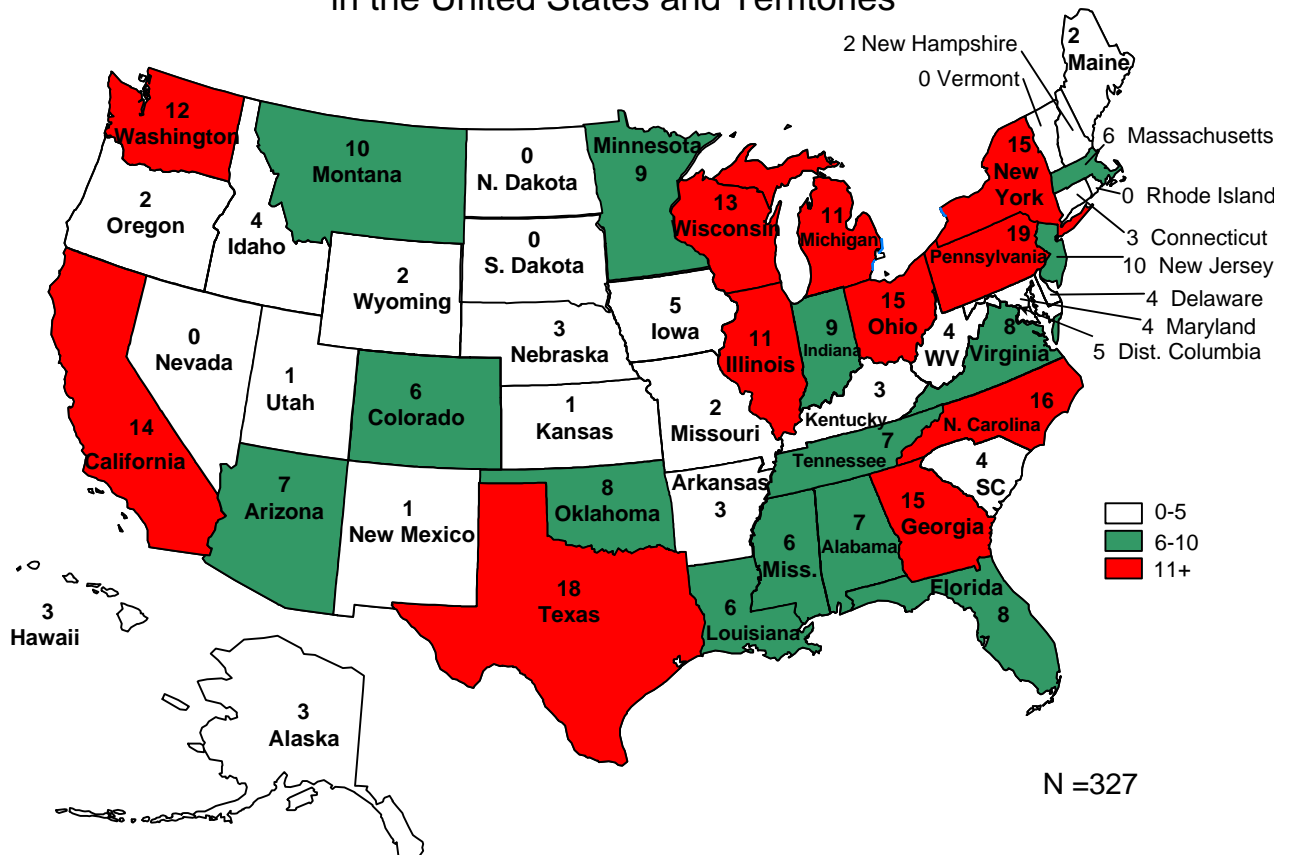 in the United States and Territories
2
Maine
2 New Hampshire
0 Vermont
12
Washington
10
Montana
0
N. Dakota
Minnesota
9
15
New
York
6 Massachusetts
0 Rhode Island
3 Connecticut
10 New Jersey
4 Delaware
4 Maryland
5 Dist. Columbia
2
Oregon
4
Idaho
2
Wyoming
0
S. Dakota
13
Wisconsin
11
Michigan
19
Pennsylvania
0
Nevada
1
Utah
6
Colorado
3
Nebraska
5
Iowa
11
Illinois
9
Indiana
15
Ohio
4
WV
8
Virginia
14
California
1
Kansas
2
Missouri
3
Kentucky
16
N. Carolina
7
Tennessee
4
SC
7
Arizona
1
New Mexico
8
Oklahoma
Arkansas
3
6
Miss.
7
Alabama
15
Georgia
0-5
6-10
11+
18
Texas
6
Louisiana
Florida
8
3
Hawaii
3
Alaska
N =327